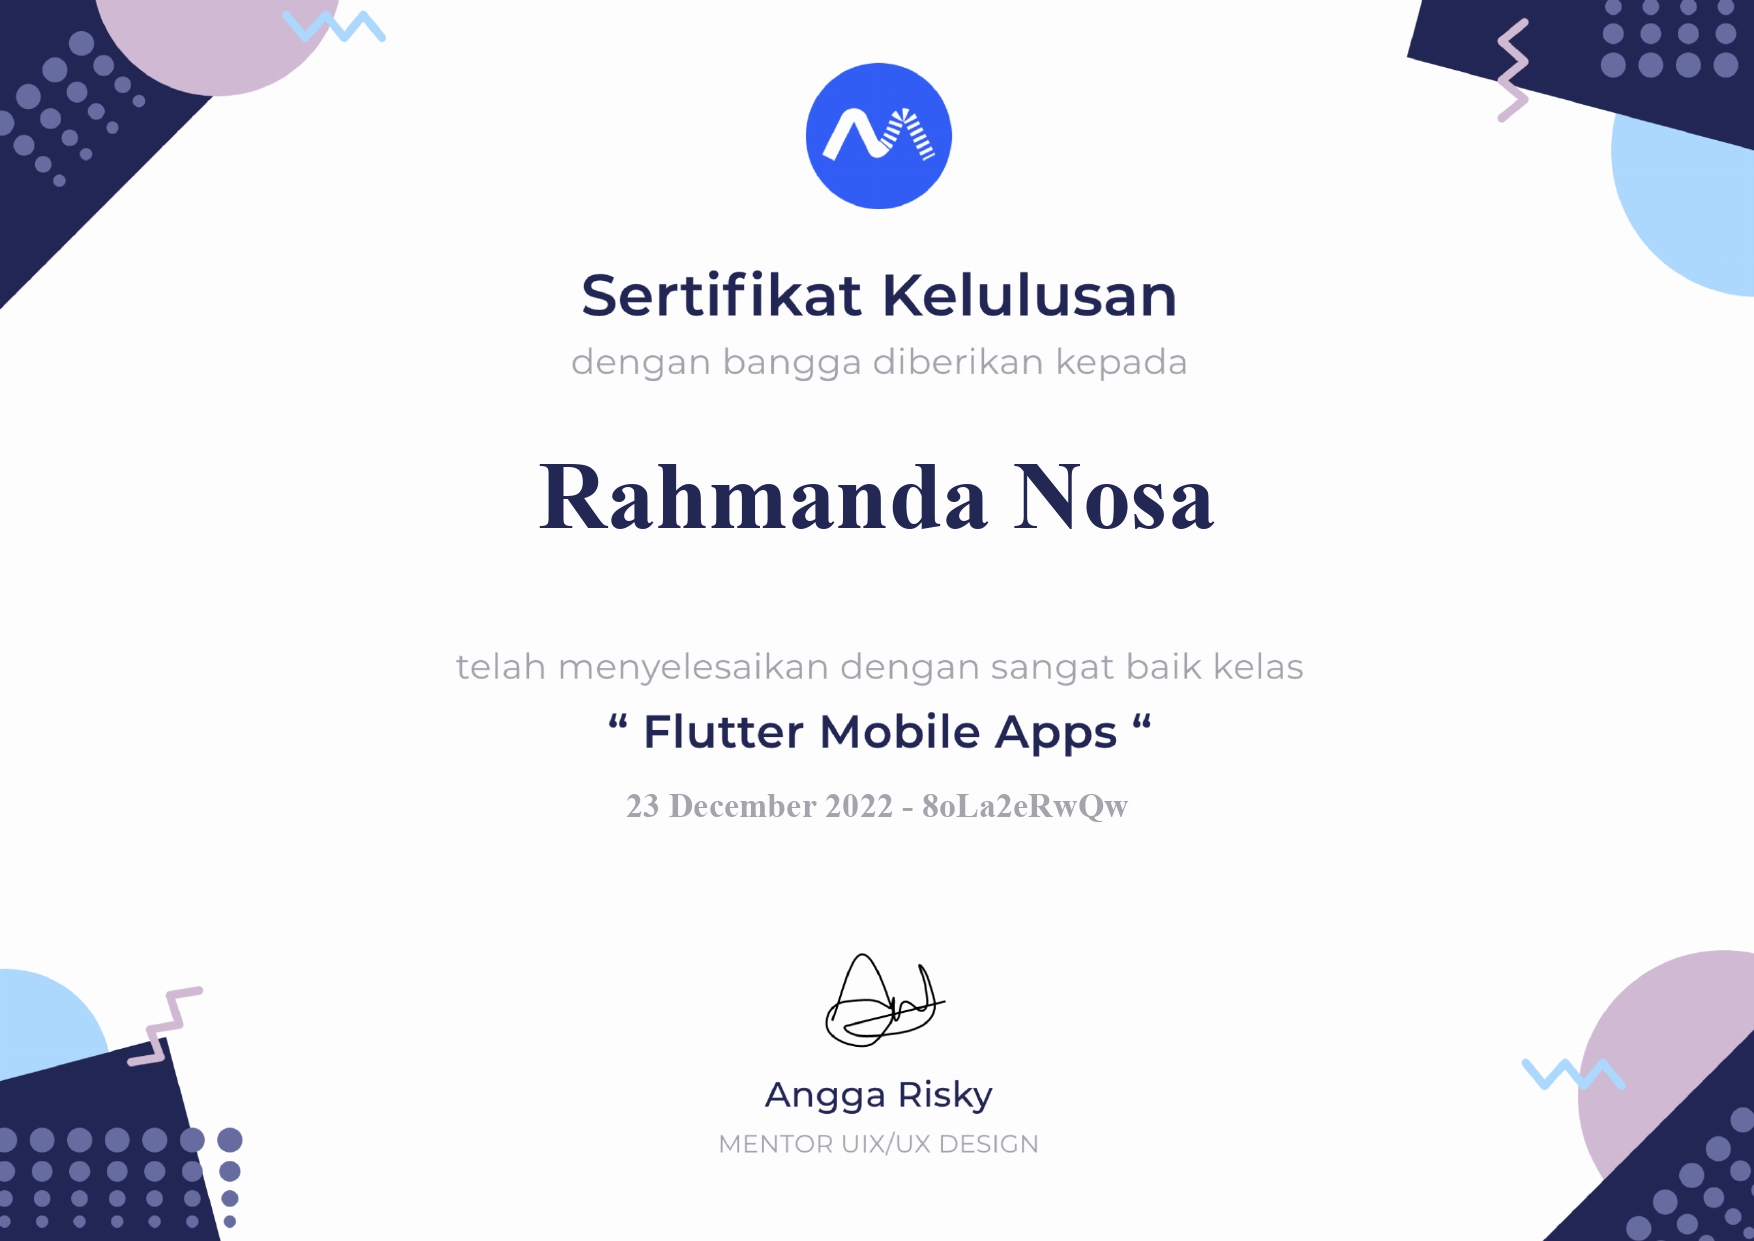 Sertifikat Kelulusan
dengan bangga diberikan kepada
Rahmanda Nosa
telah menyelesaikan dengan sangat baik kelas
“ Flutter Mobile Apps “
23 December 2022 - 8oLa2eRwQw
Angga Risky
MENTOR UIX/UX DESIGN